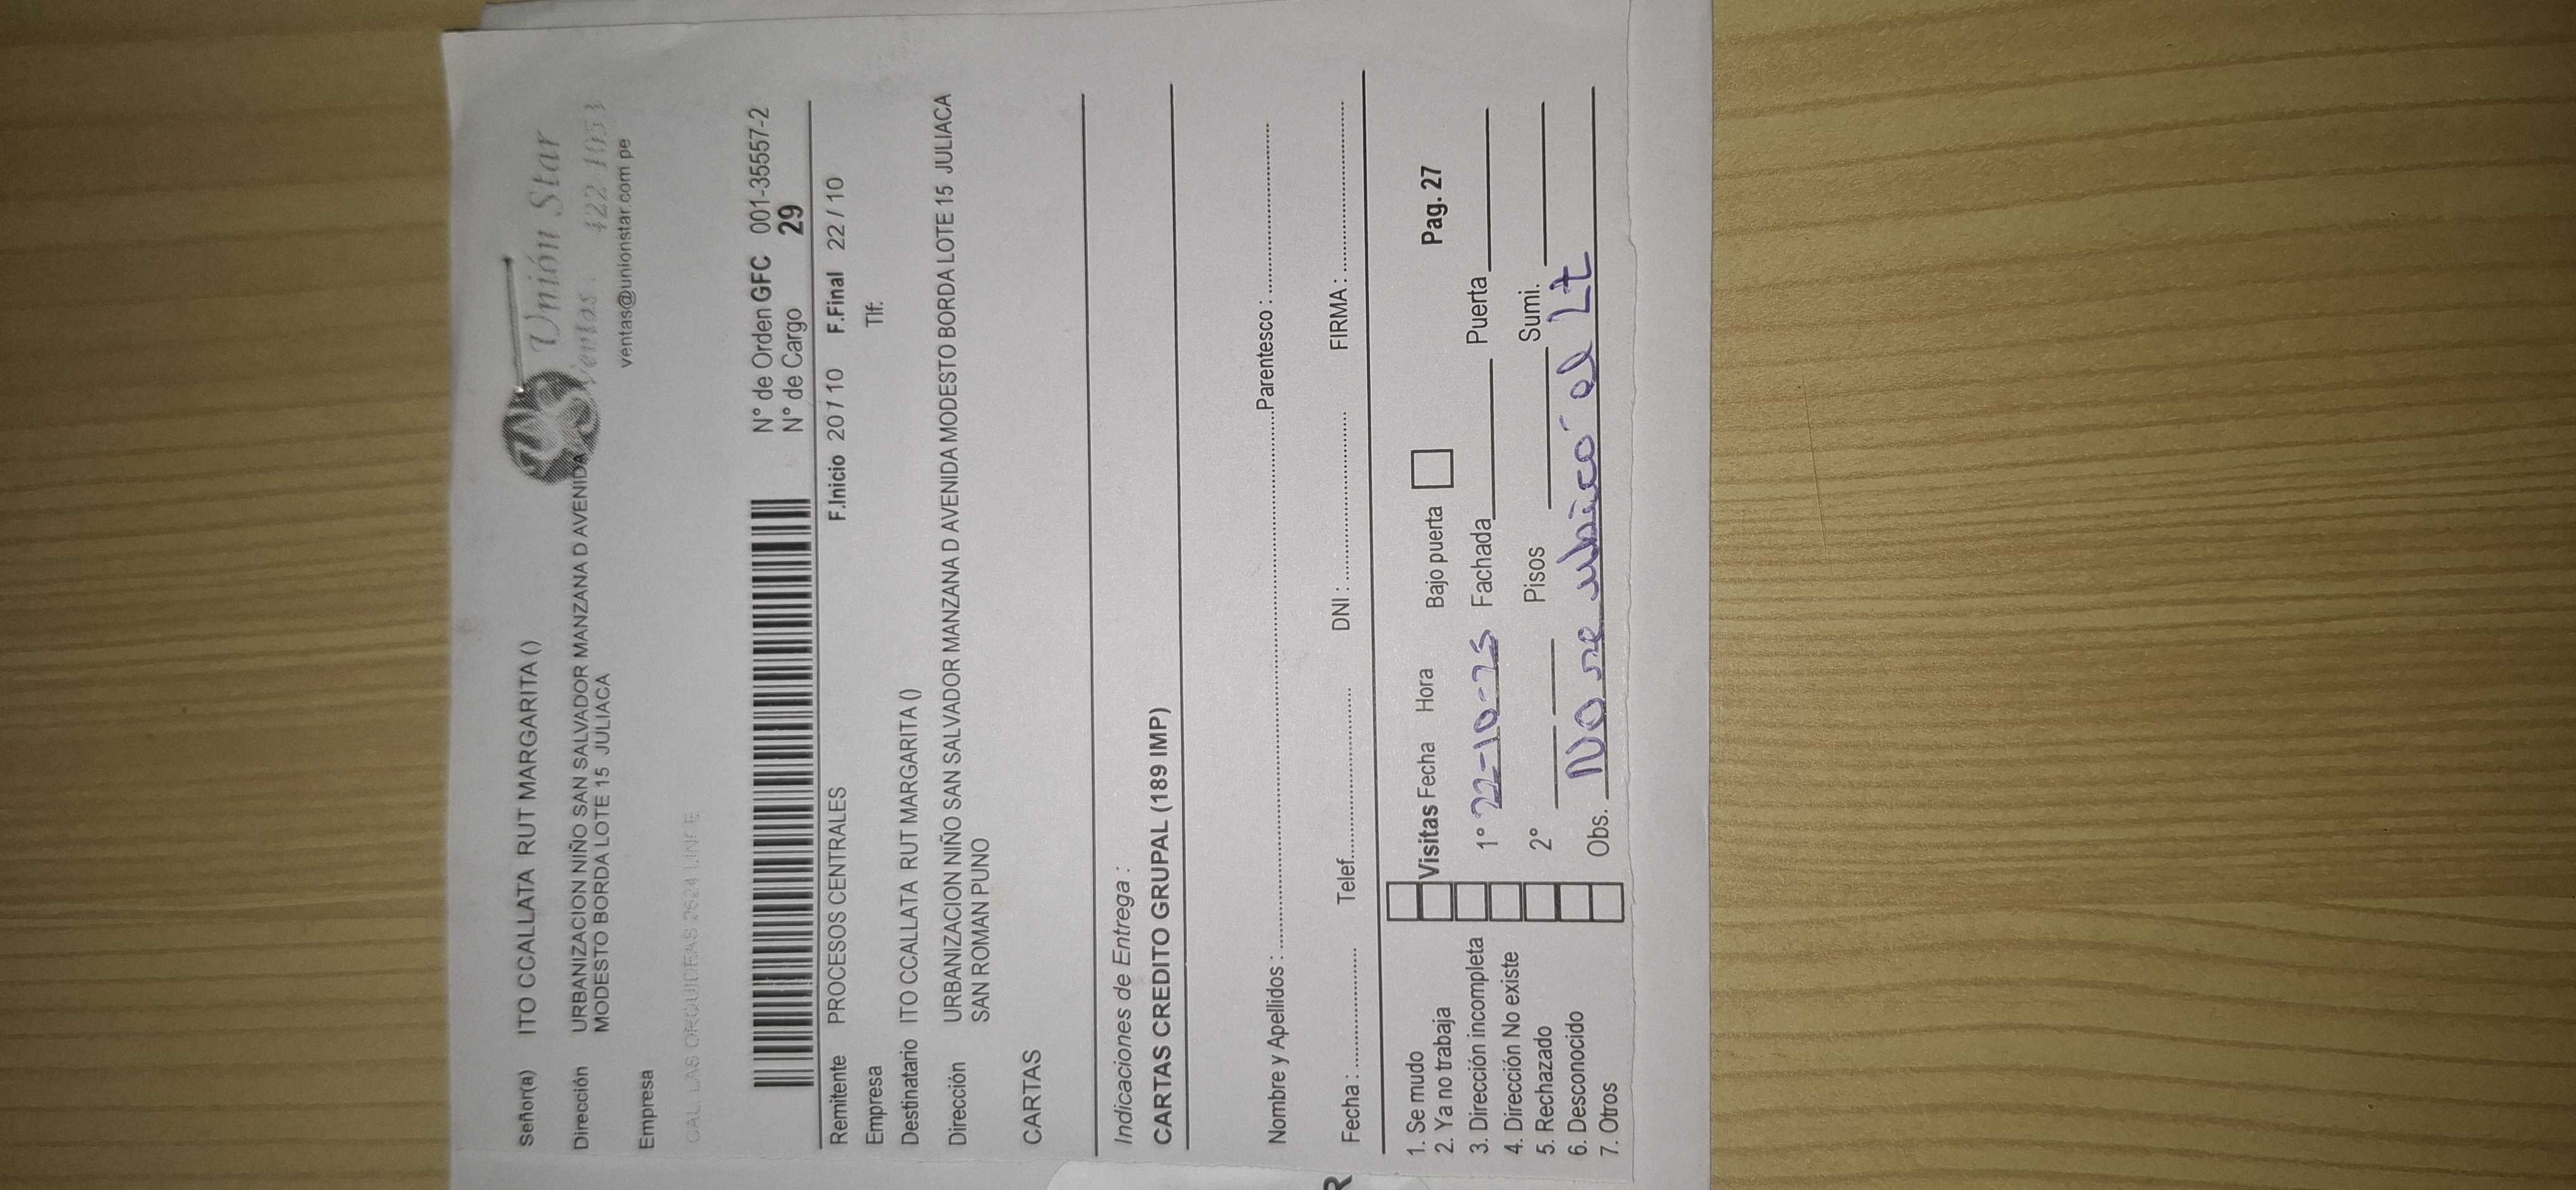 Señor(a) ITO CCALLATA RUT MARGARITA ()
Unión Star
Dirección URBANIZACION NIÑO SAN SALVADOR MANZANA D AVENIDA
MODESTO BORDA LOTE 15 JULIACA
Ventas :
ventas@unionstar.com pe
Empresa
CAL LAS ORQUIDEAS 2624 LINCE
N° de Orden GFC 001-35557-2
N° de Cargo 29
Remitente PROCESOS CENTRALES F.Inicio 20 / 10 F.Final 22 / 10
Empresa Tlf.
Destinatario ITO CCALLATA RUT MARGARITA ()
Dirección URBANIZACION NIÑO SAN SALVADOR MANZANA D AVENIDA MODESTO BORDA LOTE 15 JULIACA
SAN ROMAN PUNO
CARTAS
Indicaciones de Entrega :
CARTAS CREDITO GRUPAL (189 IMP)
Nombre y Apellidos : Parentesco :
Fecha : Telef. DNI : FIRMA :
1. Se mudo
2. Ya no trabaja Visitas Fecha Hora Bajo puerta Pag. 27
3. Dirección incompleta 1° 22-10-25 Fachada Puerta
4. Dirección No existe
5. Rechazado 2° Pisos Sumi.
6. Desconocido
7. Otros Obs. No se ubicó el Lt
R